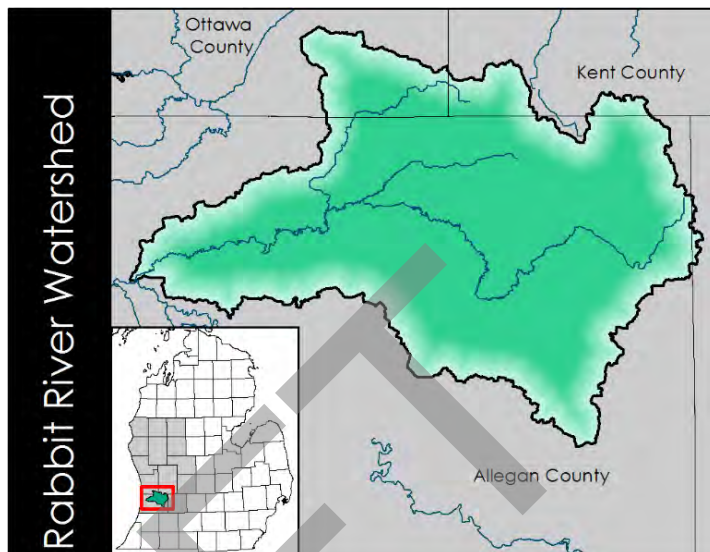 Rabbit River Watershed
Ottawa
County
Kent County
Allegan County